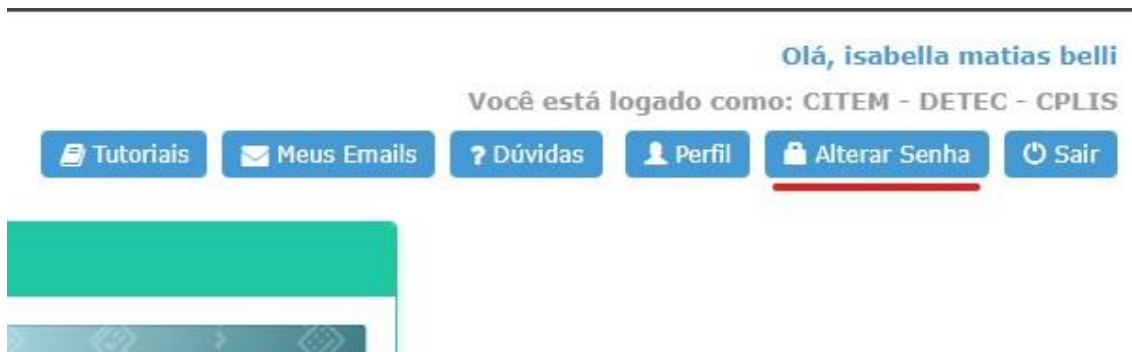 Olá, isabella matias belli
Você está logado como: CITEM - DETEC - CPLIS
Tutoriais Meus Emails ? Dúvidas Perfil Alterar Senha Sair